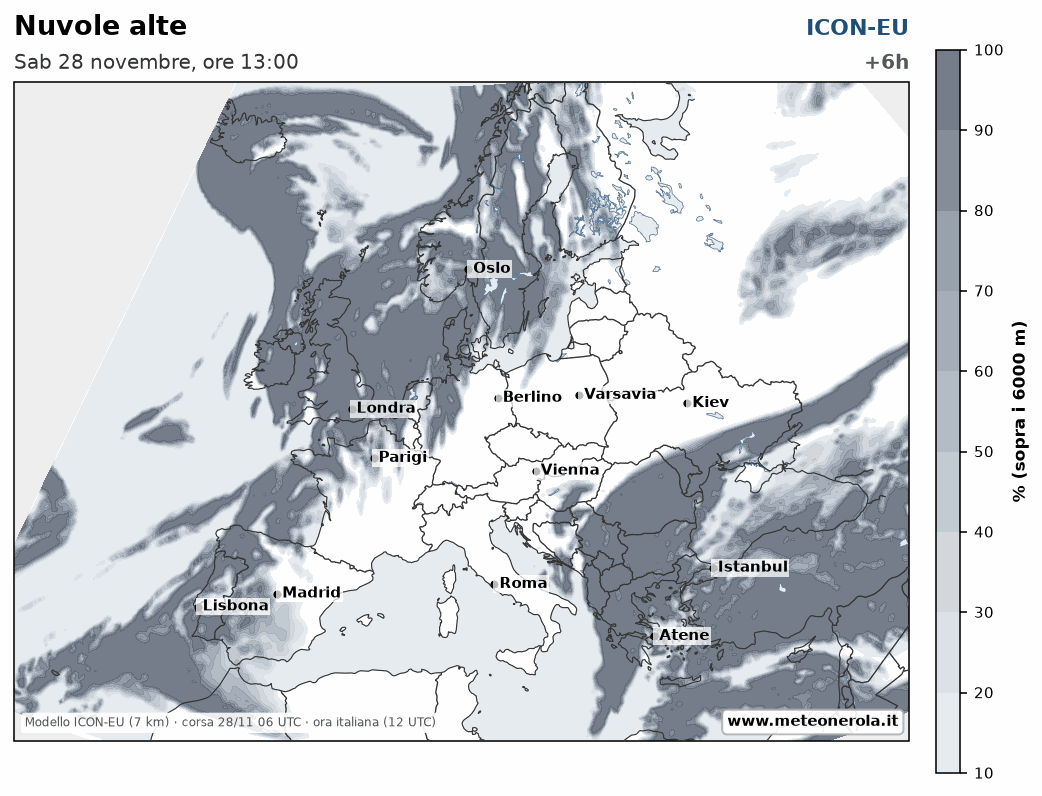 Nuvole alte
ICON-EU
Sab 28 novembre, ore 13:00
+6h
100
90
80
70
60
50
40
30
20
10
% (sopra i 6000 m)
Oslo
Berlino
Varsavia
Kiev
Londra
Parigi
Vienna
Istanbul
Roma
Madrid
Lisbona
Atene
Modello ICON-EU (7 km) · corsa 28/11 06 UTC · ora italiana (12 UTC)
www.meteonerola.it